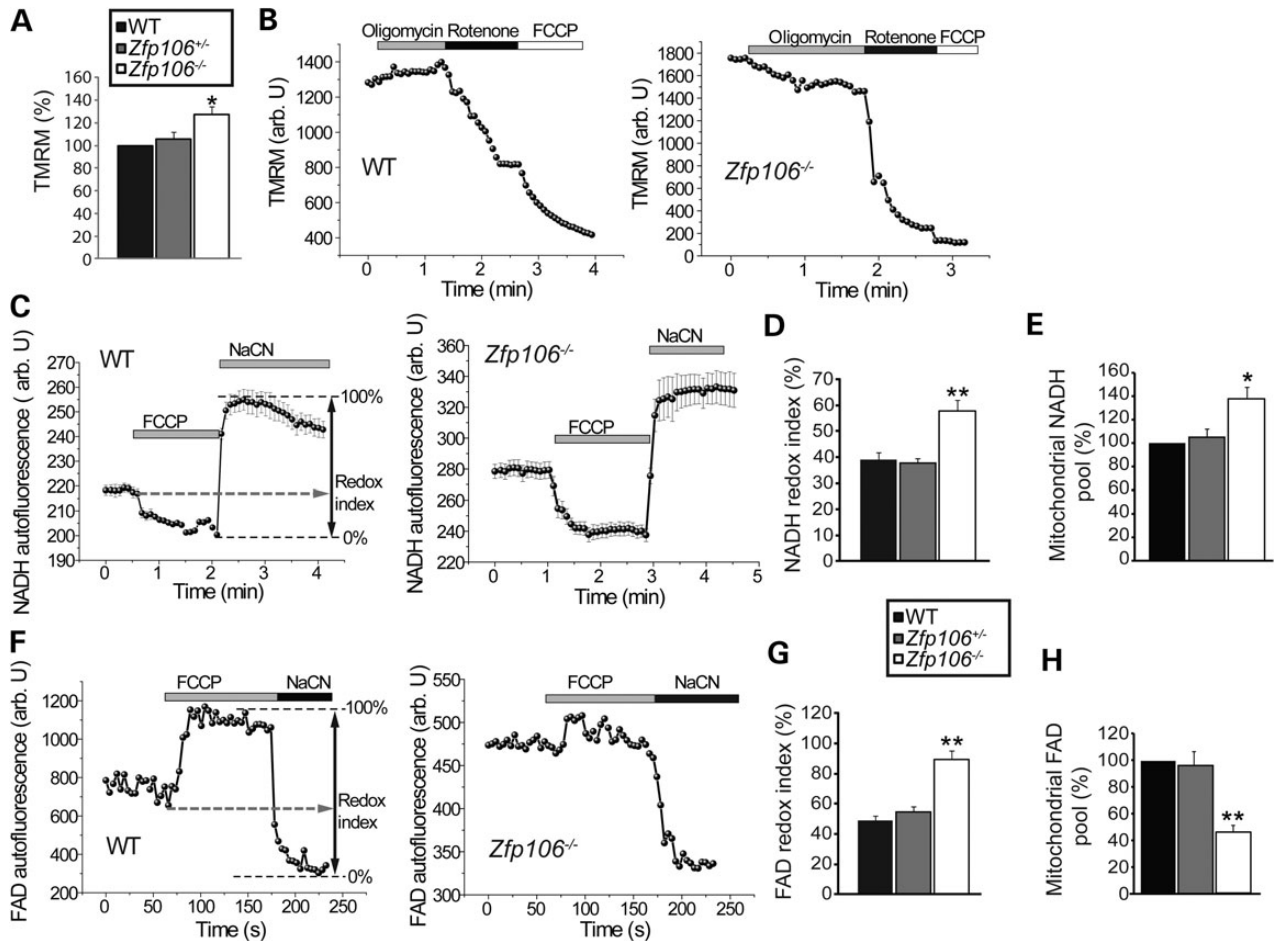 A
WT
Zfp106+/-
Zfp106-/-
TMRM (%)
160
140
120
100
80
60
40
20
0
*
B
Oligomycin Rotenone FCCP
TMRM (arb. U)
1400
1200
1000
800
600
400
WT
0 1 2 3 4
Time (min)
Oligomycin Rotenone FCCP
TMRM (arb. U)
1800
1600
1400
1200
1000
800
600
400
200
0
Zfp106-/-
0 1 2 3
Time (min)
C
NADH autofluorescence ( arb. U)
270
260
250
240
230
220
210
200
190
WT
NaCN
100%
FCCP
Redox
index
0%
0 1 2 3 4
Time (min)
NADH autofluorescence ( arb. U)
360
340
320
300
280
260
240
220
Zfp106-/-
NaCN
FCCP
0 1 2 3 4 5
Time (min)
D
NADH redox index (%)
70
60
50
40
30
20
10
0
**
E
Mitochondrial NADH
pool (%)
160
140
120
100
80
60
40
20
0
*
WT
Zfp106+/-
Zfp106-/-
F
FAD autofluorescence (arb. U)
1200
1050
900
750
600
450
300
200
FCCP NaCN
100%
Redox
index
WT
0%
0 50 100 150 200 250
Time (s)
FAD autofluorescence (arb. U)
550
500
450
400
350
300
FCCP NaCN
Zfp106-/-
0 50 100 150 200 250
Time (s)
G
FAD redox index (%)
120
100
80
60
40
20
0
**
H
Mitochondrial FAD
pool (%)
120
100
80
60
40
20
0
**